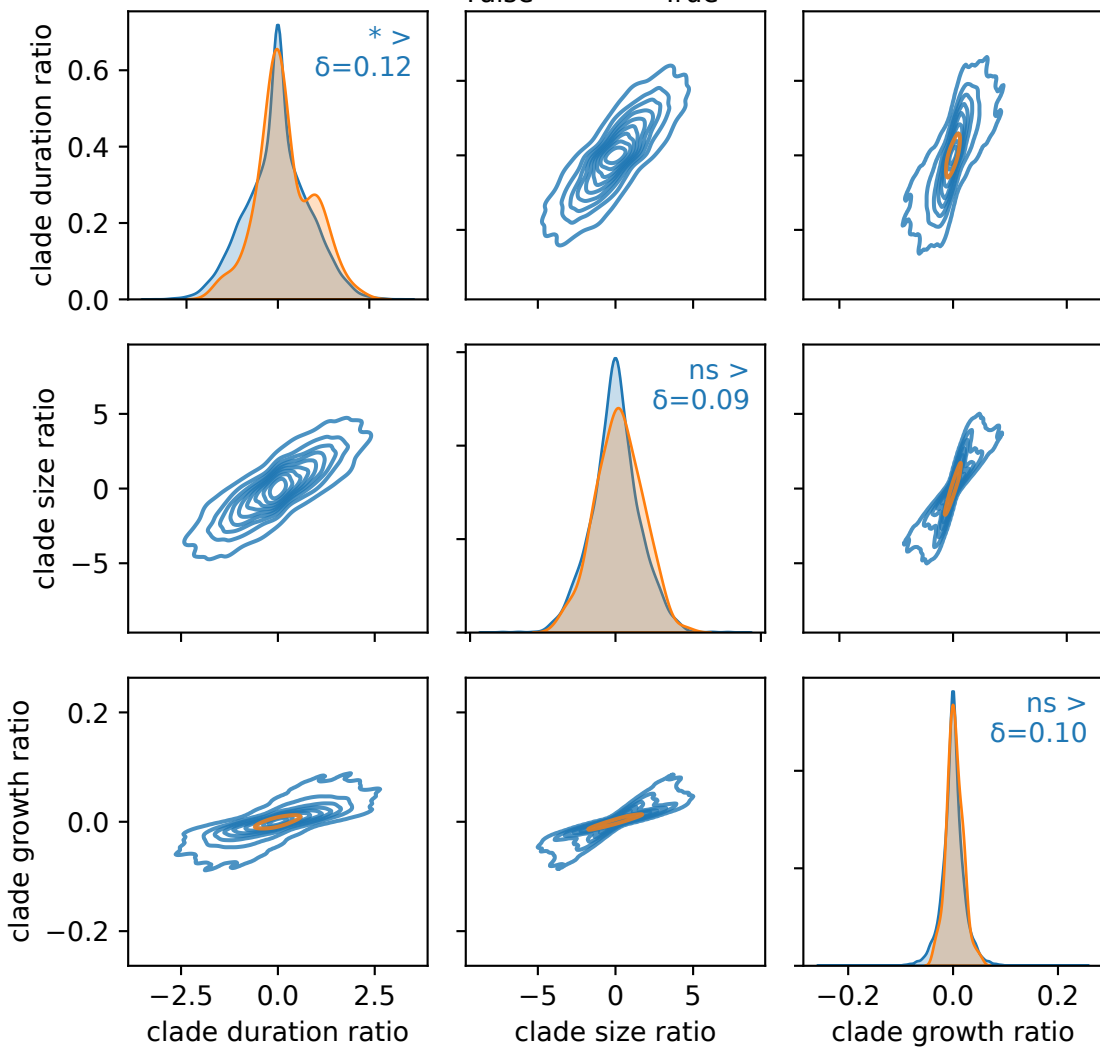 clade duration ratio
0.6
0.4
0.2
0.0
* >
δ=0.12
clade size ratio
5
0
−5
ns >
δ=0.09
clade growth ratio
0.2
0.0
−0.2
ns >
δ=0.10
−2.5 0.0 2.5
−5 0 5
−0.2 0.0 0.2
clade duration ratio
clade size ratio
clade growth ratio